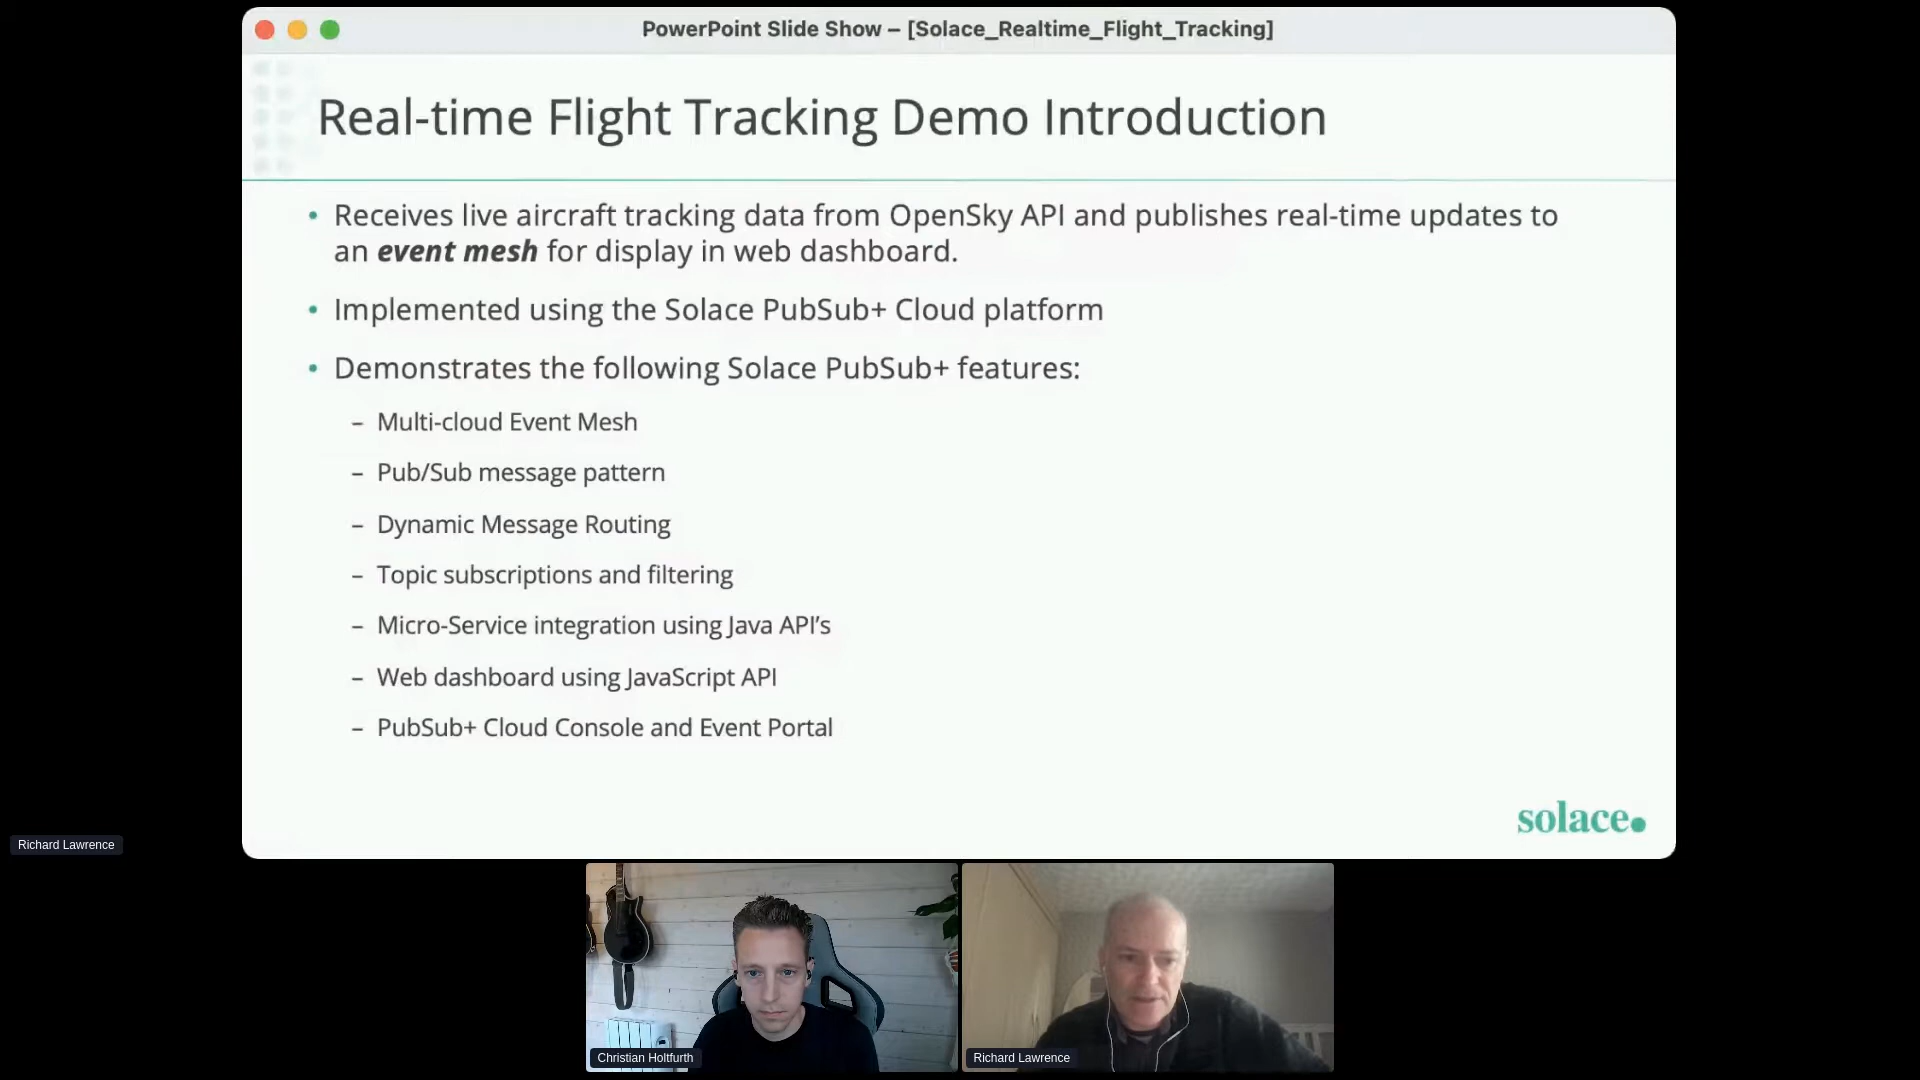 PowerPoint Slide Show – [Solace_Realtime_Flight_Tracking]
Real-time Flight Tracking Demo Introduction
• Receives live aircraft tracking data from OpenSky API and publishes real-time updates to
an event mesh for display in web dashboard.
• Implemented using the Solace PubSub+ Cloud platform
• Demonstrates the following Solace PubSub+ features:
– Multi-cloud Event Mesh
– Pub/Sub message pattern
– Dynamic Message Routing
– Topic subscriptions and filtering
– Micro-Service integration using Java API’s
– Web dashboard using JavaScript API
– PubSub+ Cloud Console and Event Portal
solace.
Richard Lawrence
Christian Holtfurth
Richard Lawrence